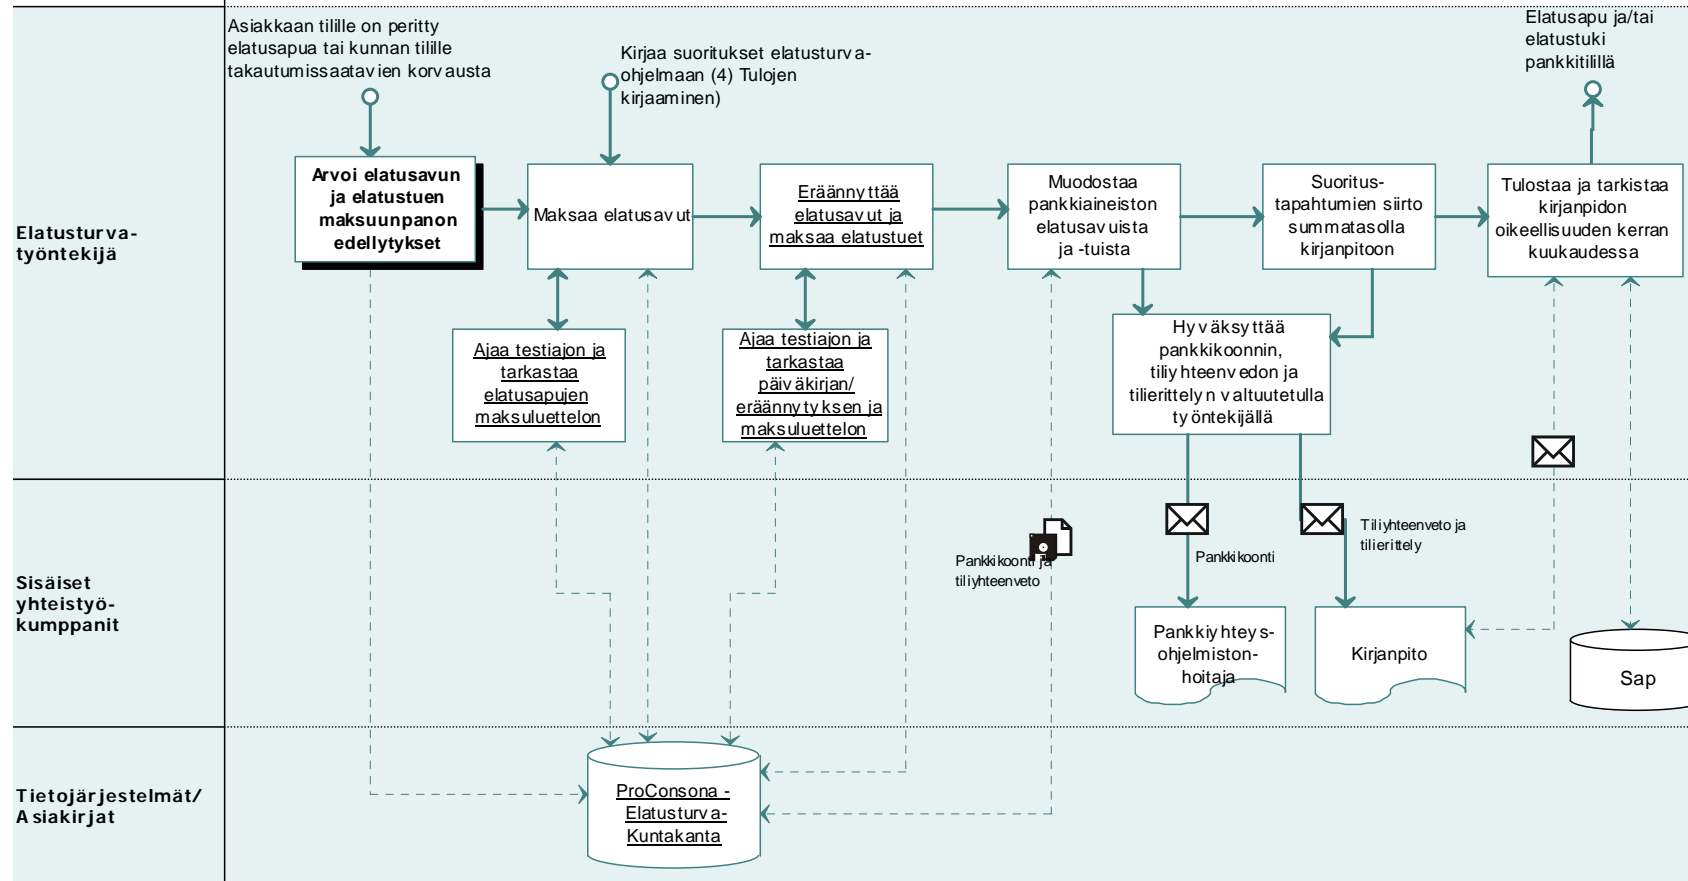 Asiakkaan tilille on peritty
elatusapua tai kunnan tilille
takautumissaatavien korvausta
Kirjaa suoritukset elatusturva-
ohjelmaan (4) Tulojen
kirjaaminen)
Elatusapu ja/tai
elatustuki
pankkitilillä
Elatusturva-
työntekijä
Arvoi elatusavun
ja elatustuen
maksuunpanon
edellytykset
Maksaa elatusavut
Eräännyttää
elatusavut ja
maksaa elatustuet
Muodostaa
pankkiaineiston
elatusavuista
ja -tuista
Suoritus-
tapahtumien siirto
summatasolla
kirjanpitoon
Tulostaa ja tarkistaa
kirjanpidon
oikeellisuuden kerran
kuukaudessa
Ajaa testiajon ja
tarkastaa
elatusapujen
maksuluettelon
Ajaa testiajon ja
tarkastaa
päiväkirjan/
eräännytyksen ja
maksuluettelon
Hyväksyttää
pankkikoonnin,
tiliyhteenvedon ja
tilierittelyn valtuutetulla
työntekijällä
Sisäiset
yhteistyö-
kumppanit
Pankkikoonti ja
tiliyhteenveto
Pankkikoonti
Tiliyhteenveto ja
tilierittely
Pankkiyhteys-
ohjelmiston-
hoitaja
Kirjanpito
Sap
Tietojärjestelmät/
Asiakirjat
ProConsona -
Elatusturva-
Kuntakanta